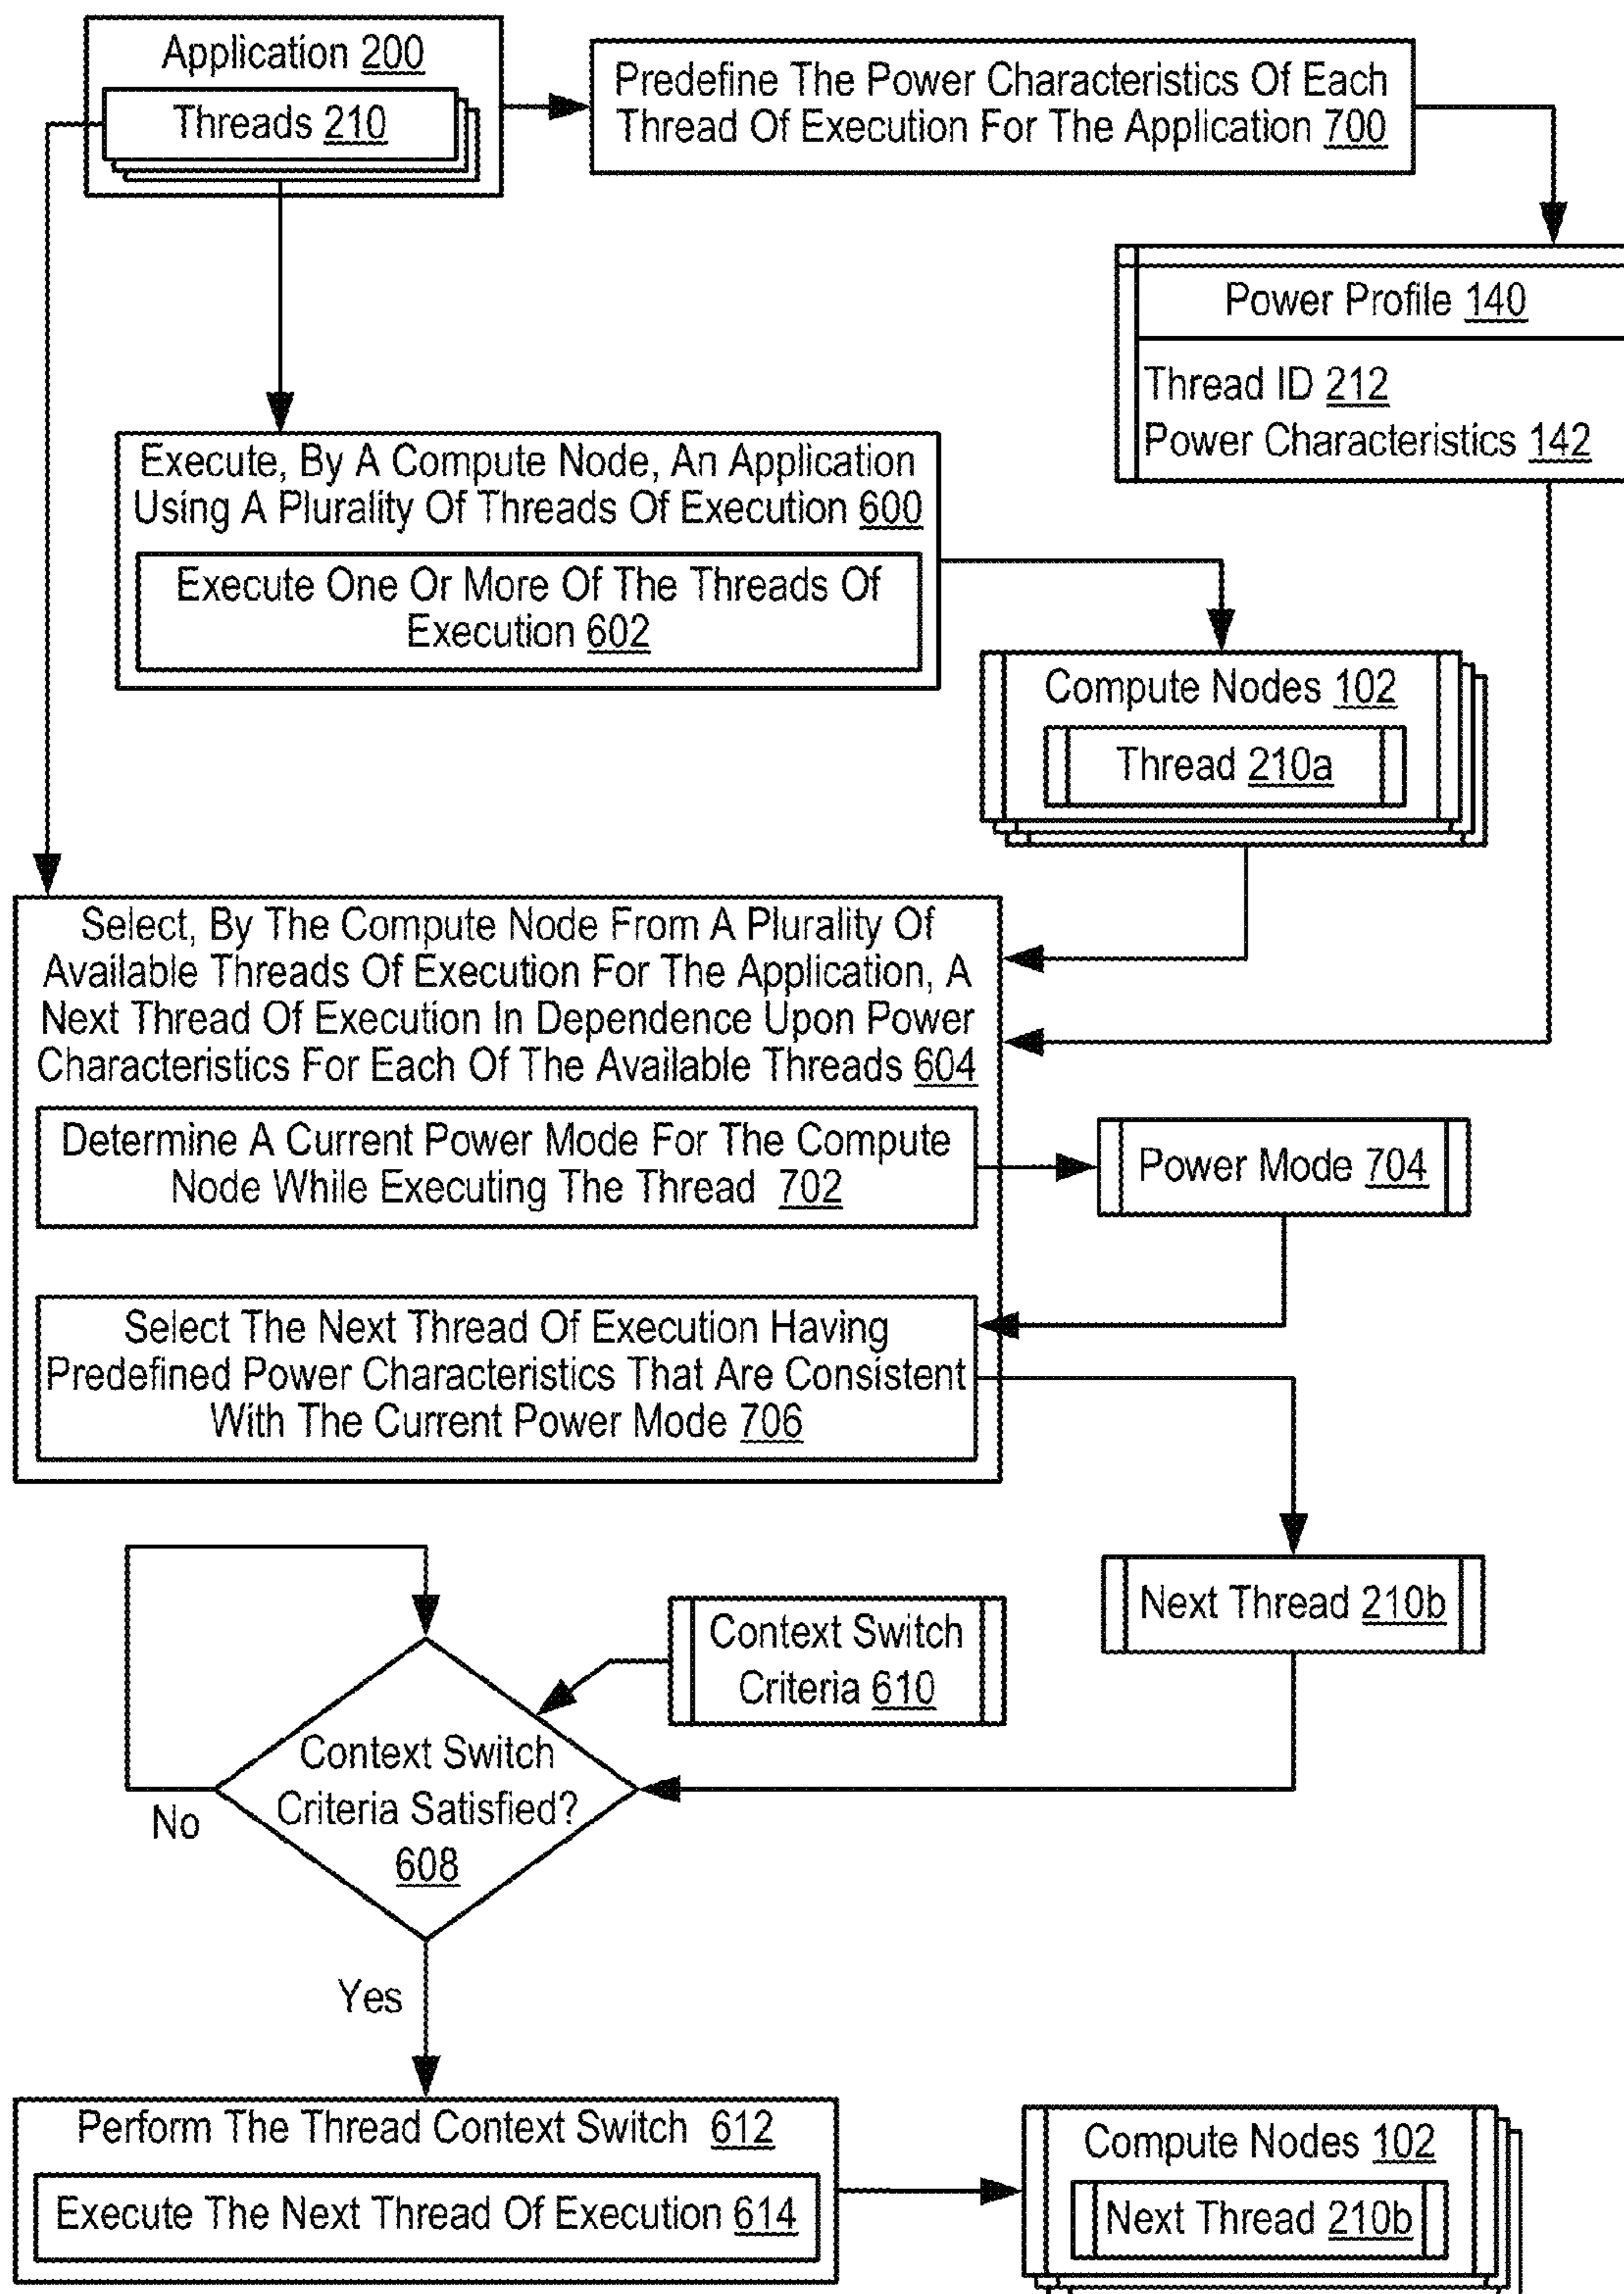 Application 200
Threads 210
Predefine The Power Characteristics Of Each
Thread Of Execution For The Application 700
Power Profile 140
Thread ID 212
Power Characteristics 142
Execute, By A Compute Node, An Application
Using A Plurality Of Threads Of Execution 600
Execute One Or More Of The Threads Of
Execution 602
Compute Nodes 102
Thread 210a
Select, By The Compute Node From A Plurality Of
Available Threads Of Execution For The Application, A
Next Thread Of Execution In Dependence Upon Power
Characteristics For Each Of The Available Threads 604
Determine A Current Power Mode For The Compute
Node While Executing The Thread 702
Power Mode 704
Select The Next Thread Of Execution Having
Predefined Power Characteristics That Are Consistent
With The Current Power Mode 706
Next Thread 210b
Context Switch
Criteria 610
Context Switch
Criteria Satisfied?
608
No
Yes
Perform The Thread Context Switch 612
Execute The Next Thread Of Execution 614
Compute Nodes 102
Next Thread 210b